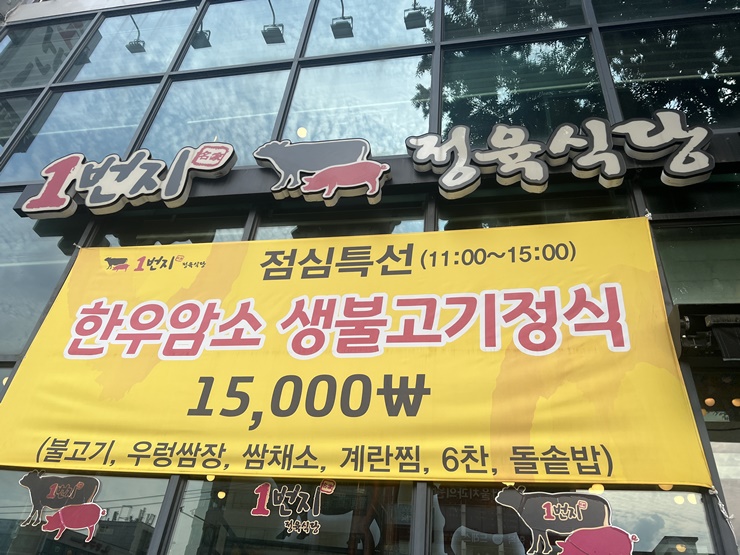 1번지 정육식당
1번지 정육식당 점심특선 (11:00~15:00)
한우암소 생불고기정식
15,000₩
(불고기, 우렁쌈장, 쌈채소, 계란찜, 6찬, 돌솥밥)
1번지
1번지
정육식당
1번지